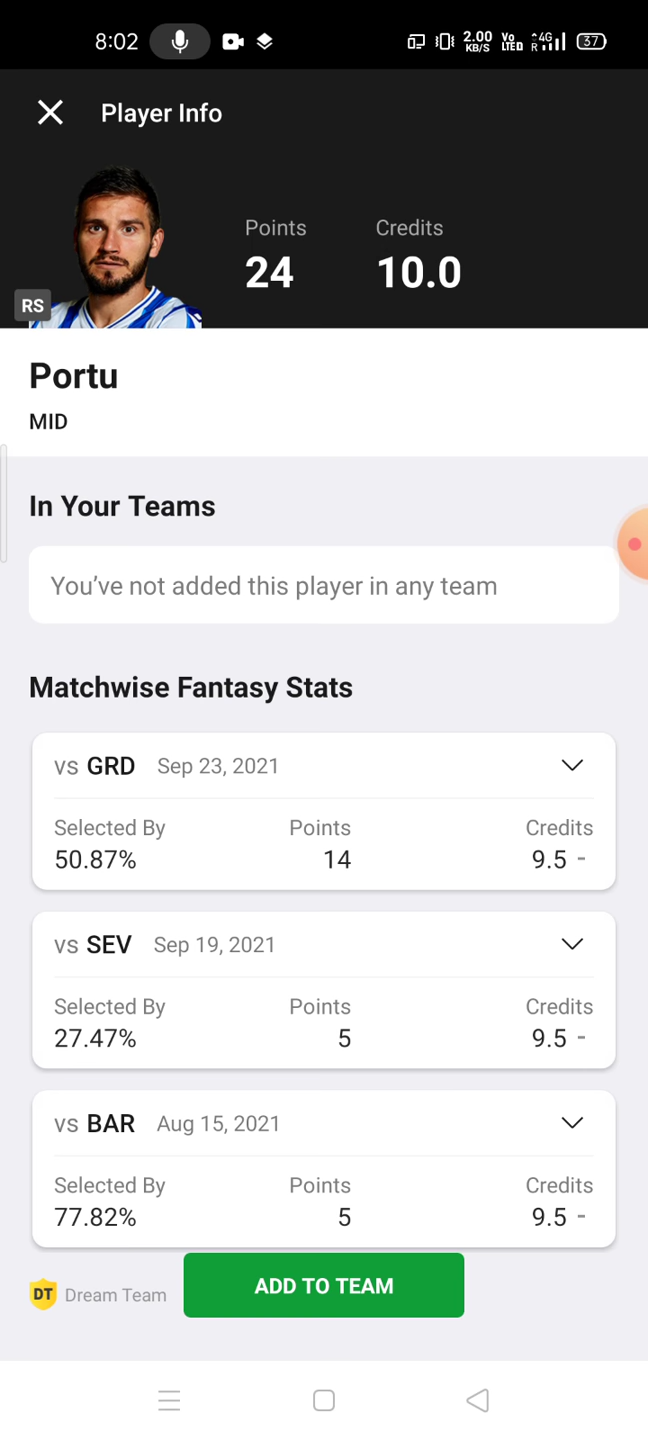 8:02
2.00 KB/S
Vo LTED
4G
R
37
Player Info
Points
Credits
24
10.0
RS
Portu
MID
In Your Teams
You’ve not added this player in any team
Matchwise Fantasy Stats
vs GRD Sep 23, 2021
Selected By Points Credits
50.87% 14 9.5 -
vs SEV Sep 19, 2021
Selected By Points Credits
27.47% 5 9.5 -
vs BAR Aug 15, 2021
Selected By Points Credits
77.82% 5 9.5 -
DT Dream Team
ADD TO TEAM